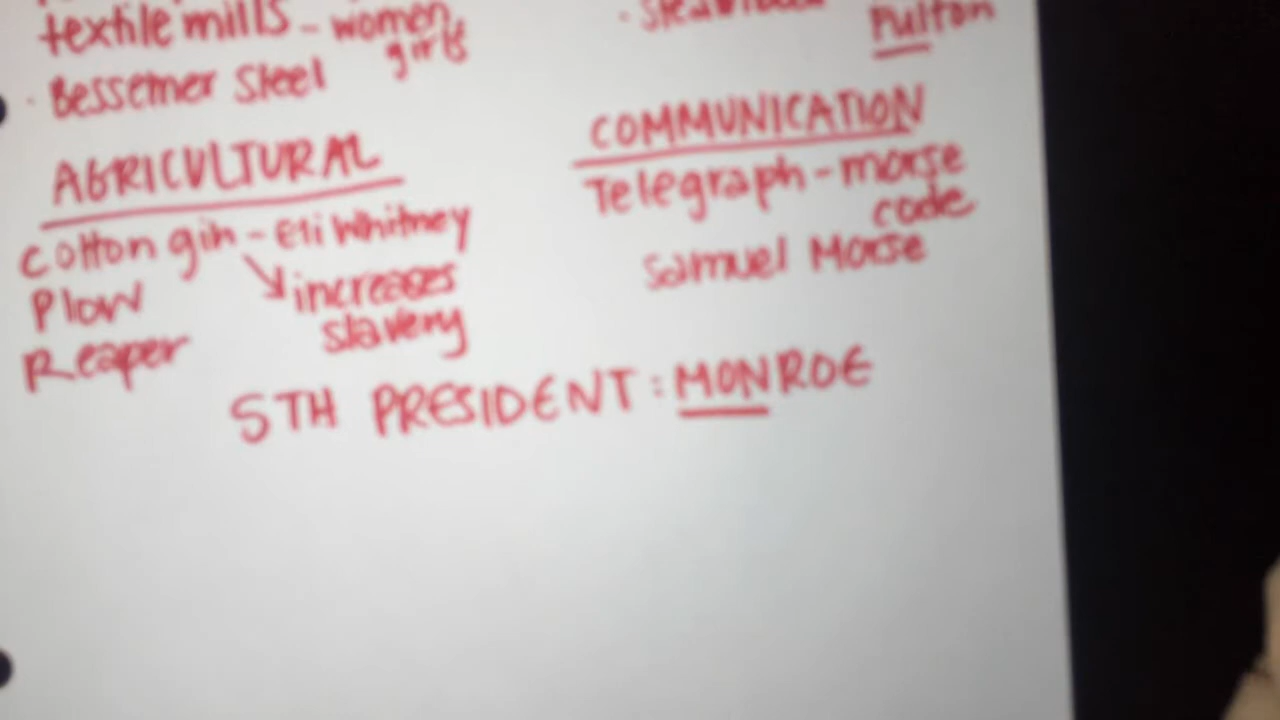 textile mills - women
girls
· Bessemer Steel
Fulton
AGRICULTURAL
Cotton gin - Eli Whitney
increases
slavery
Plow
Reaper
COMMUNICATION
Telegraph - morse
code
Samuel Morse
5TH PRESIDENT : MONROE